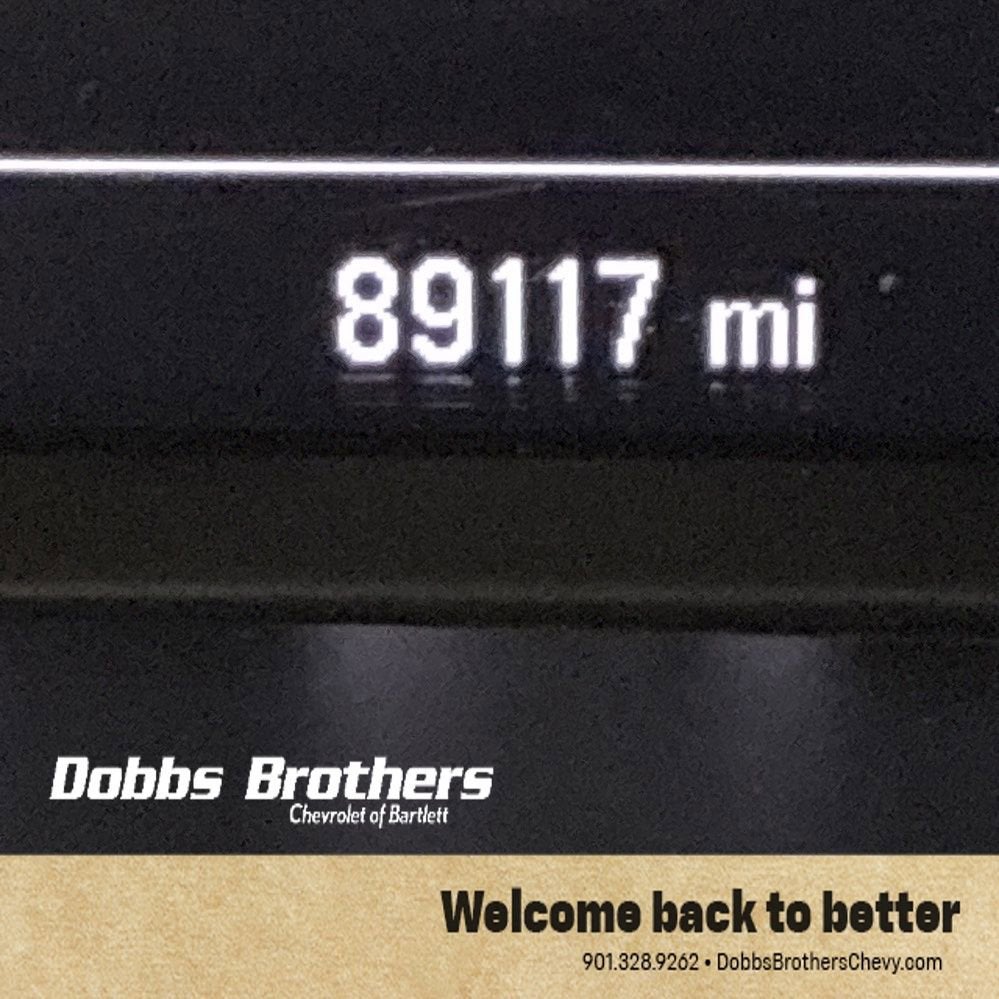 89117 mi
Dobbs Brothers
Chevrolet of Bartlett
Welcome back to better
901.328.9262 • DobbsBrothersChevy.com